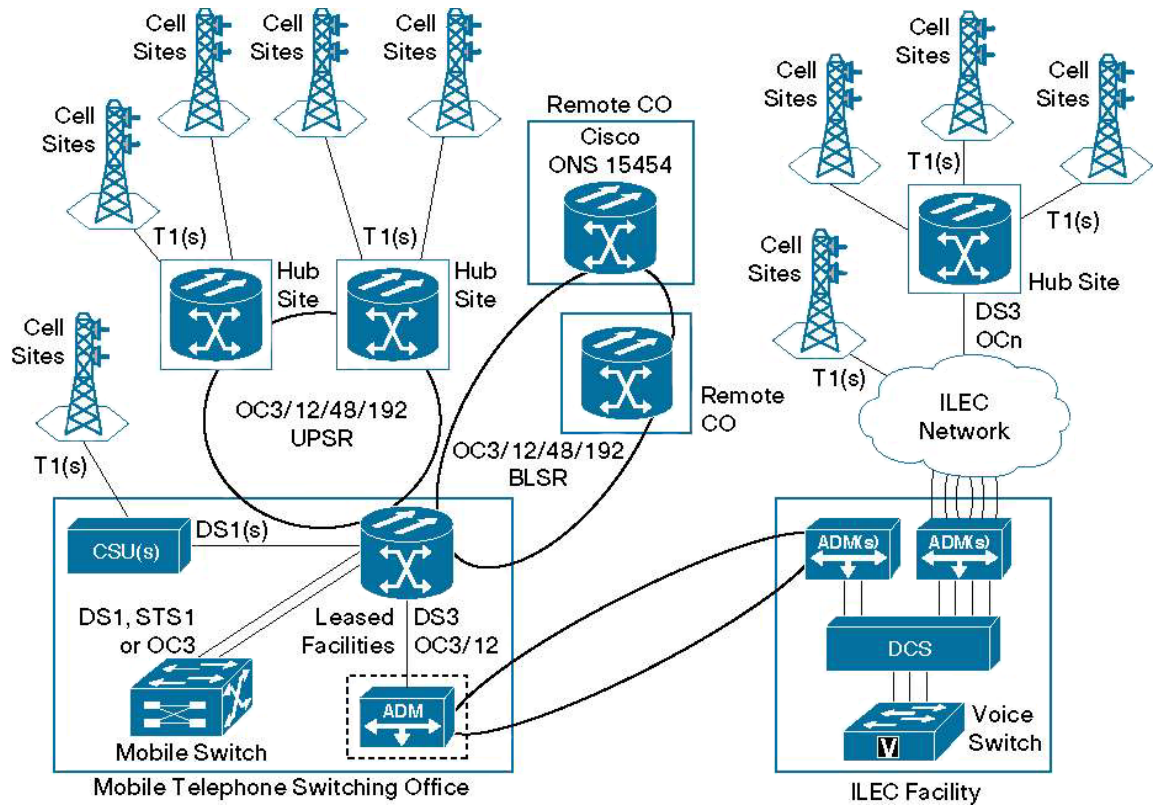 Cell
Sites
Cell
Sites
Cell
Sites
Cell
Sites
T1(s)
T1(s)
Hub
Site
Hub
Site
Remote CO
Cisco
ONS 15454
Remote
CO
Cell
Sites
Cell
Sites
Cell
Sites
T1(s)
T1(s)
Hub Site
Cell
Sites
T1(s)
DS3
OCn
ILEC
Network
Cell
Sites
T1(s)
OC3/12/48/192
UPSR
OC3/12/48/192
BLSR
CSU(s)
DS1(s)
DS1, STS1
or OC3
Leased
Facilities
DS3
OC3/12
ADM
Mobile Switch
Mobile Telephone Switching Office
ADM(s)
ADM(s)
DCS
V
Voice
Switch
ILEC Facility